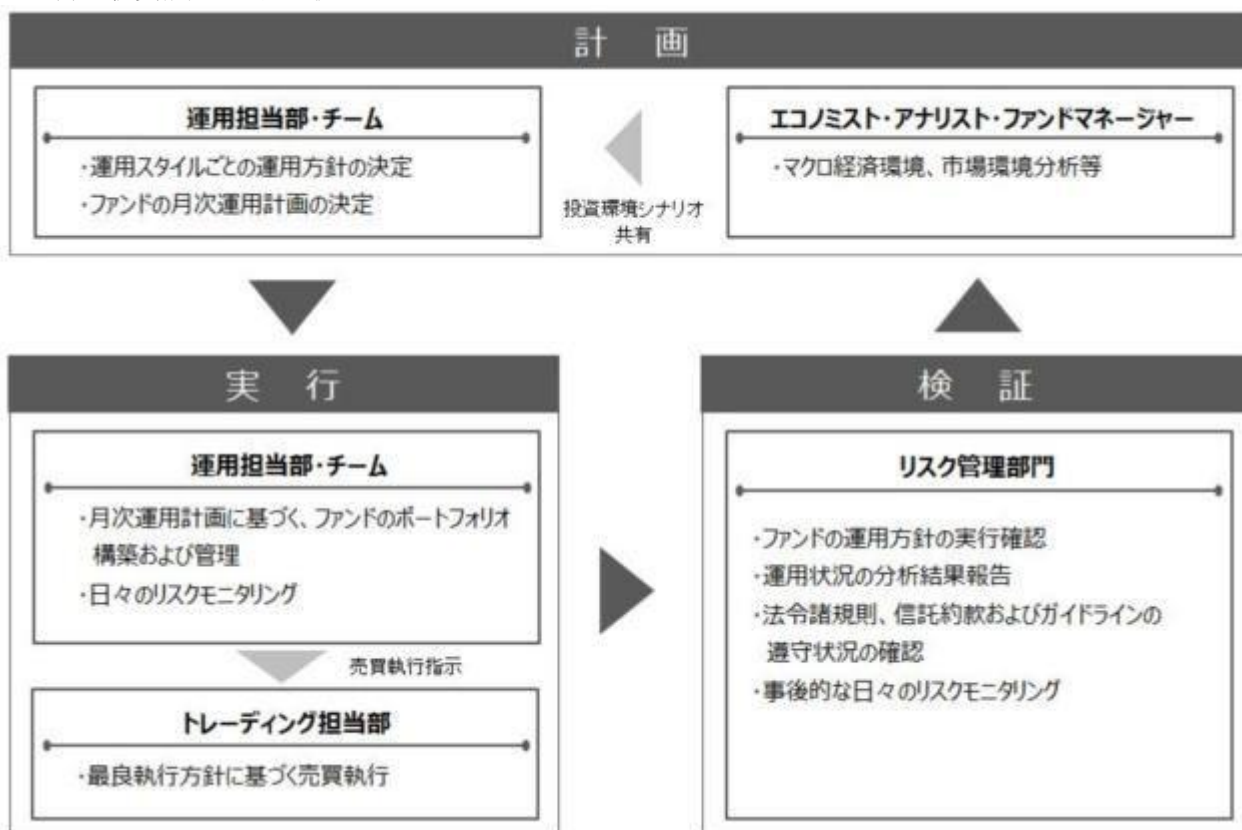 計 画
運用担当部・チーム
・運用スタイルごとの運用方針の決定
・ファンドの月次運用計画の決定
投資環境シナリオ
共有
エコノミスト・アナリスト・ファンドマネージャー
・マクロ経済環境、市場環境分析等
実 行
運用担当部・チーム
・月次運用計画に基づく、ファンドのポートフォリオ
構築および管理
・日々のリスクモニタリング
売買執行指示
トレーディング担当部
・最良執行方針に基づく売買執行
検 証
リスク管理部門
・ファンドの運用方針の実行確認
・運用状況の分析結果報告
・法令諸規則、信託約款およびガイドラインの
遵守状況の確認
・事後的な日々のリスクモニタリング